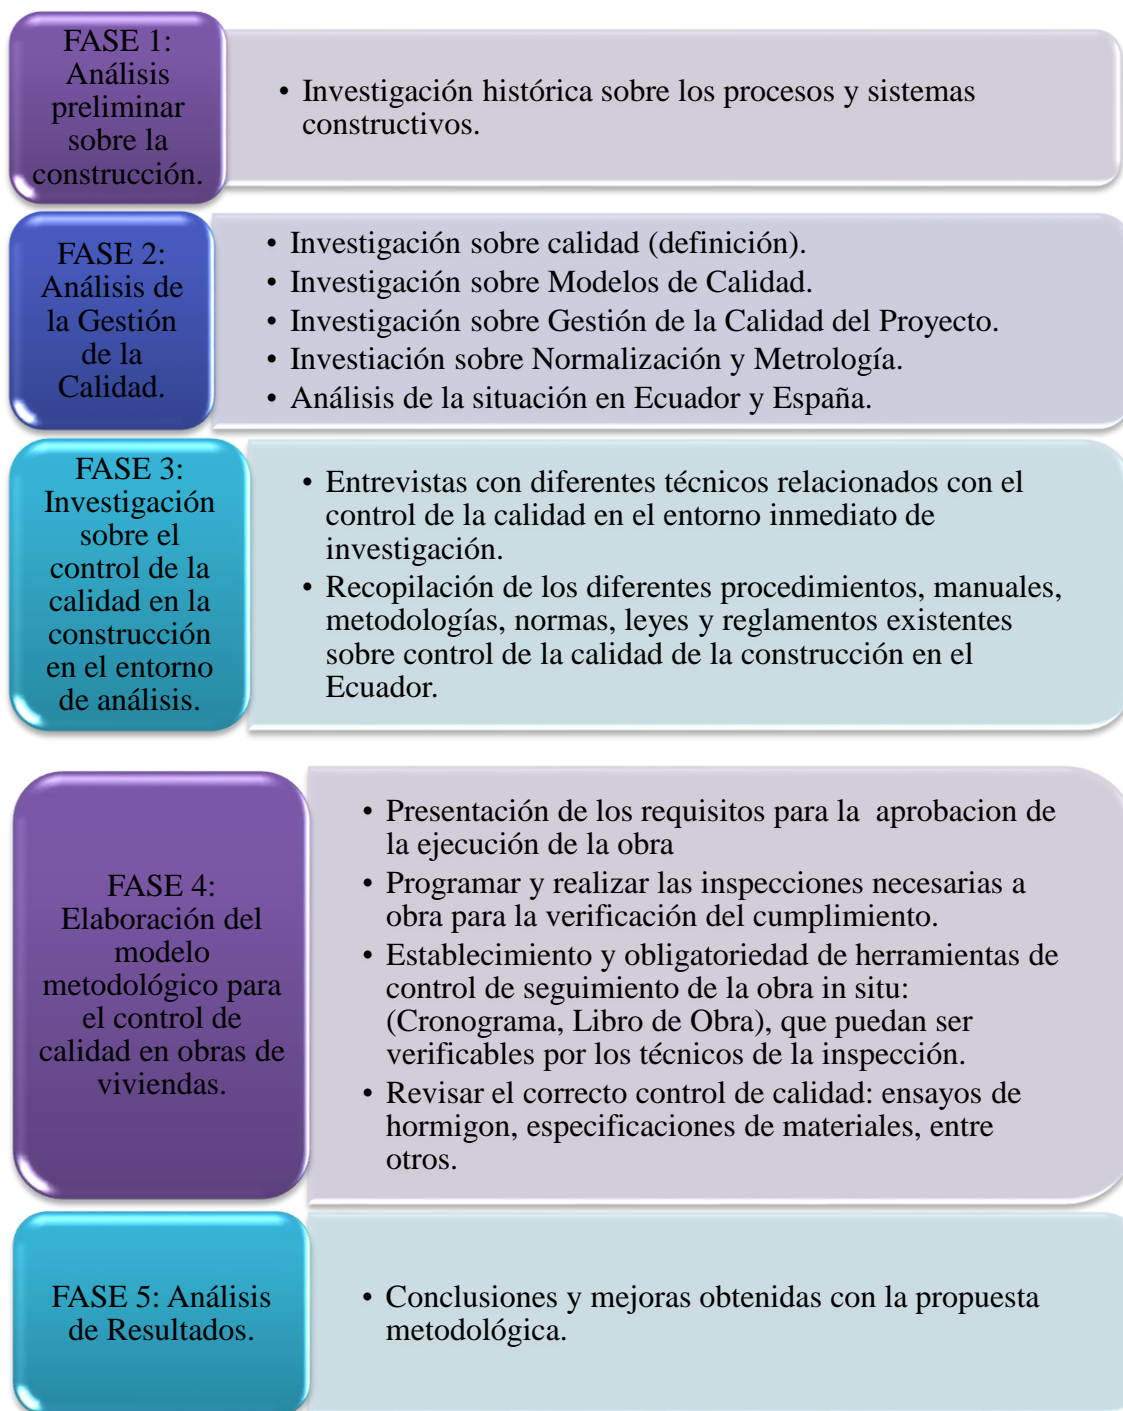 FASE 1:
Análisis
preliminar
sobre la
construcción.
• Investigación histórica sobre los procesos y sistemas
constructivos.
FASE 2:
Análisis de
la Gestión
de la
Calidad.
• Investigación sobre calidad (definición).
• Investigación sobre Modelos de Calidad.
• Investigación sobre Gestión de la Calidad del Proyecto.
• Investiación sobre Normalización y Metrología.
• Análisis de la situación en Ecuador y España.
FASE 3:
Investigación
sobre el
control de la
calidad en la
construcción
en el entorno
de análisis.
• Entrevistas con diferentes técnicos relacionados con el
control de la calidad en el entorno inmediato de
investigación.
• Recopilación de los diferentes procedimientos, manuales,
metodologías, normas, leyes y reglamentos existentes
sobre control de la calidad de la construcción en el
Ecuador.
FASE 4:
Elaboración del
modelo
metodológico para
el control de
calidad en obras de
viviendas.
• Presentación de los requisitos para la  aprobacion de
la ejecución de la obra
• Programar y realizar las inspecciones necesarias a
obra para la verificación del cumplimiento.
• Establecimiento y obligatoriedad de herramientas de
control de seguimiento de la obra in situ:
(Cronograma, Libro de Obra), que puedan ser
verificables por los técnicos de la inspección.
• Revisar el correcto control de calidad: ensayos de
hormigon, especificaciones de materiales, entre
otros.
FASE 5: Análisis
de Resultados.
• Conclusiones y mejoras obtenidas con la propuesta
metodológica.